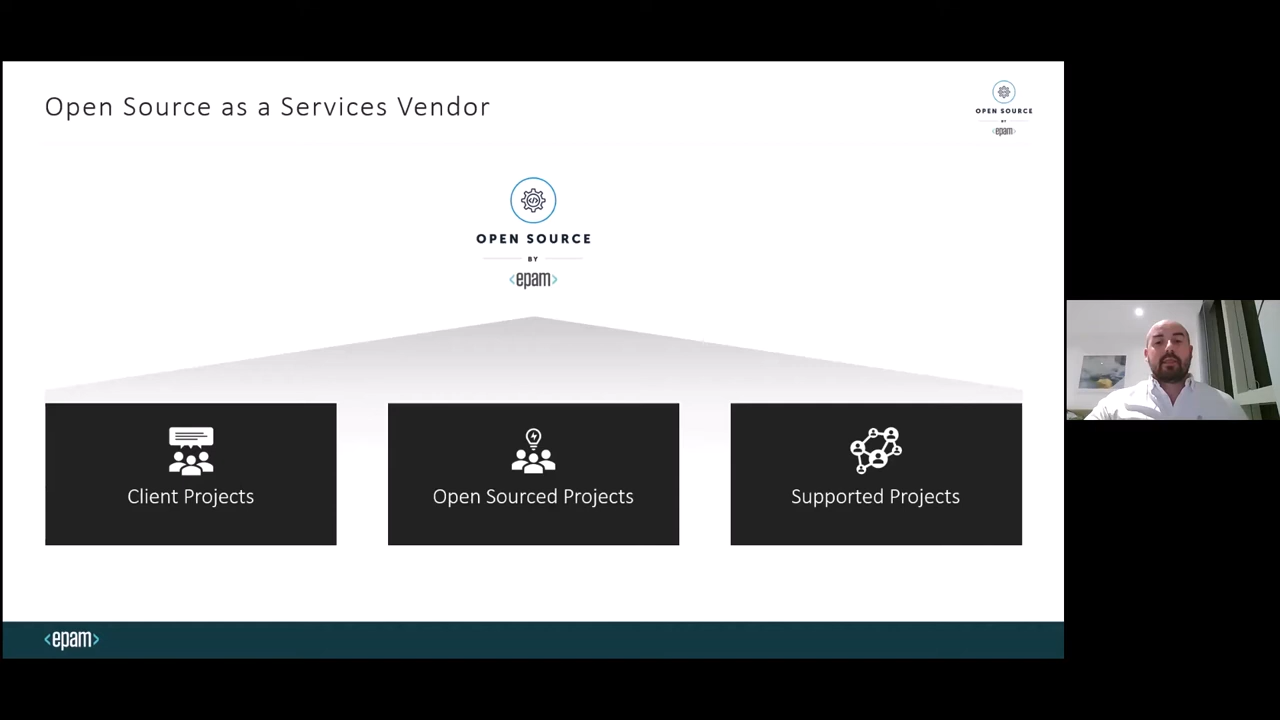 Open Source as a Services Vendor
OPEN SOURCE
BY
<epam>
OPEN SOURCE
BY
<epam>
Client Projects
Open Sourced Projects
Supported Projects
<epam>